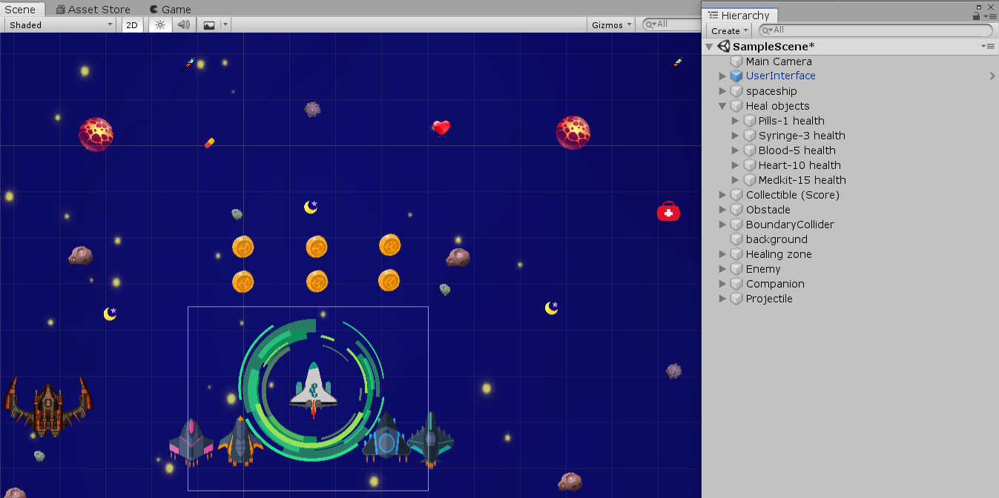 Scene Asset Store Game
Shaded 2D Gizmos All
Hierarchy
Create All
SampleScene*
Main Camera
UserInterface
spaceship
Heal objects
Pills-1 health
Syringe-3 health
Blood-5 health
Heart-10 health
Medkit-15 health
Collectible (Score)
Obstacle
BoundaryCollider
background
Healing zone
Enemy
Companion
Projectile